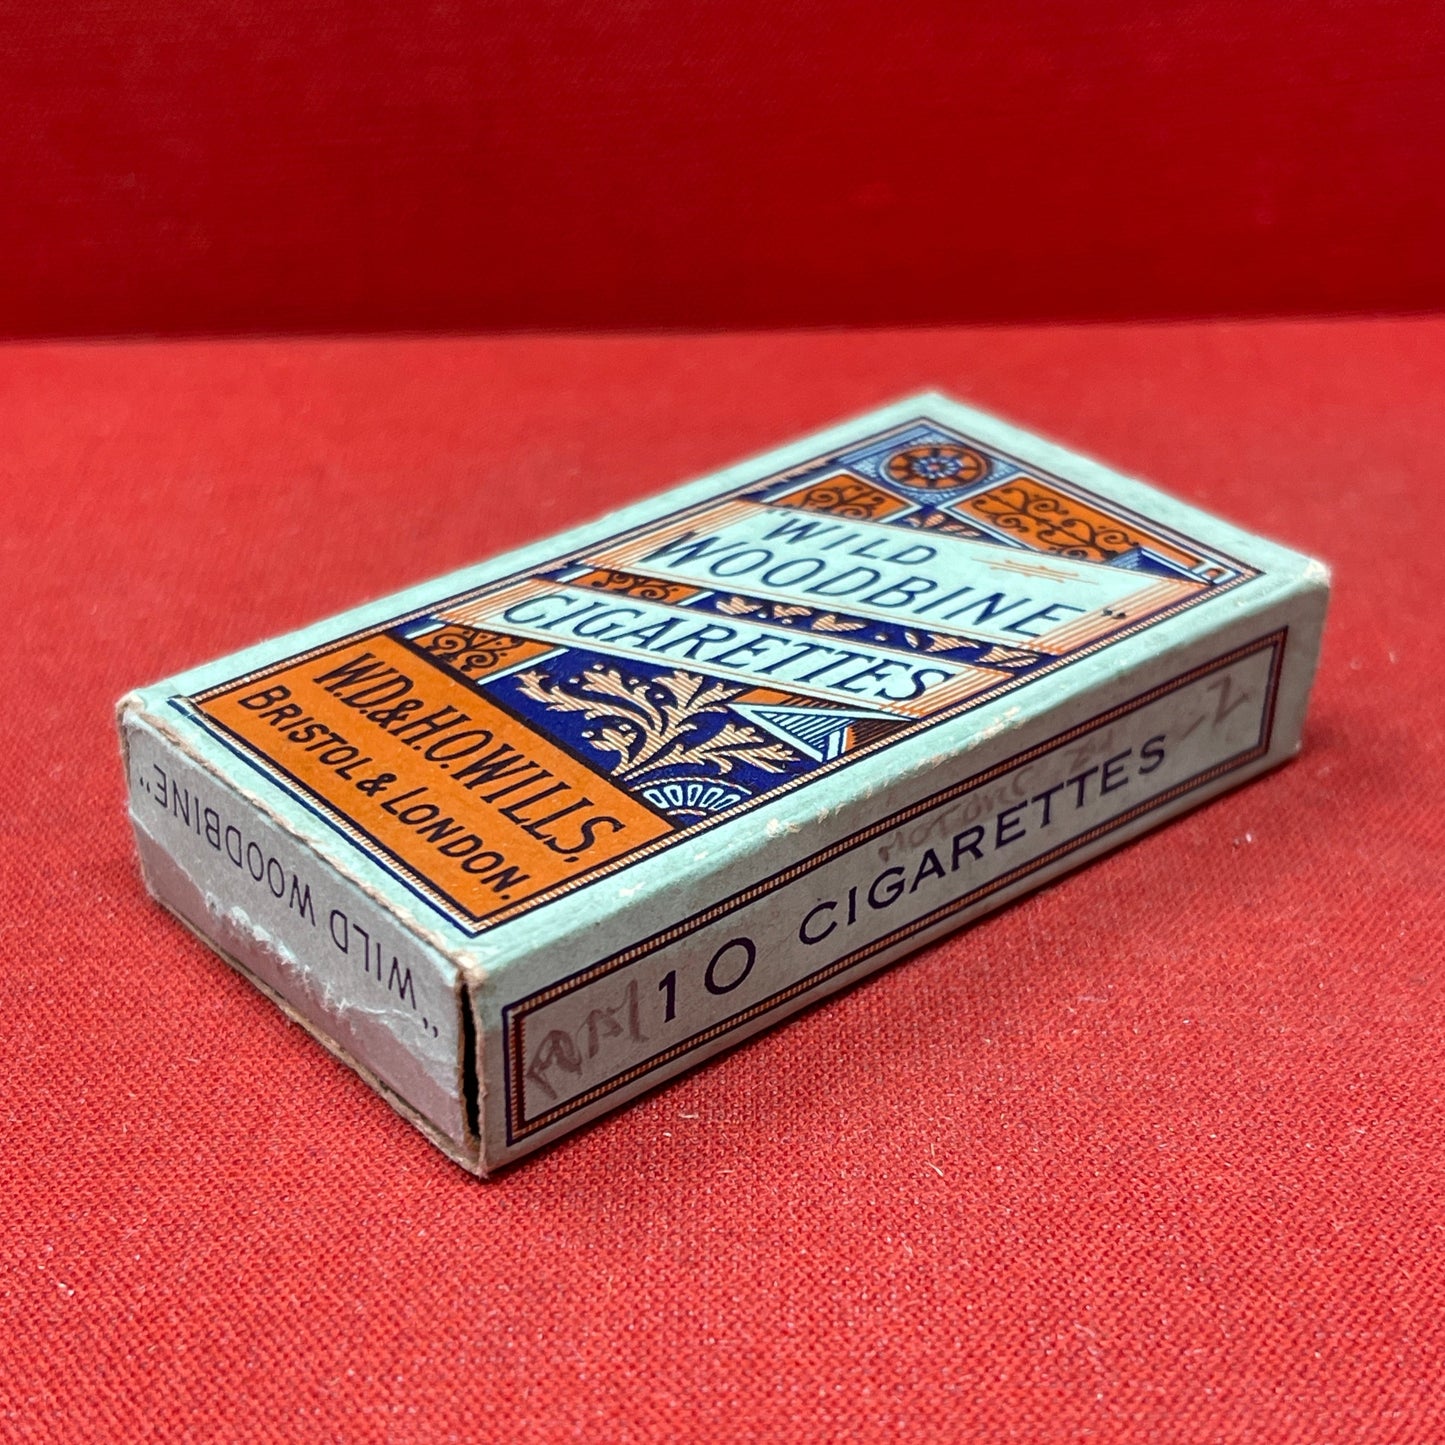 "WILD
WOODBINE"
CIGARETTES
W.D.& H.O.WILLS,
BRISTOL & LONDON.
"WILD WOODBINE"
10 CIGARETTES